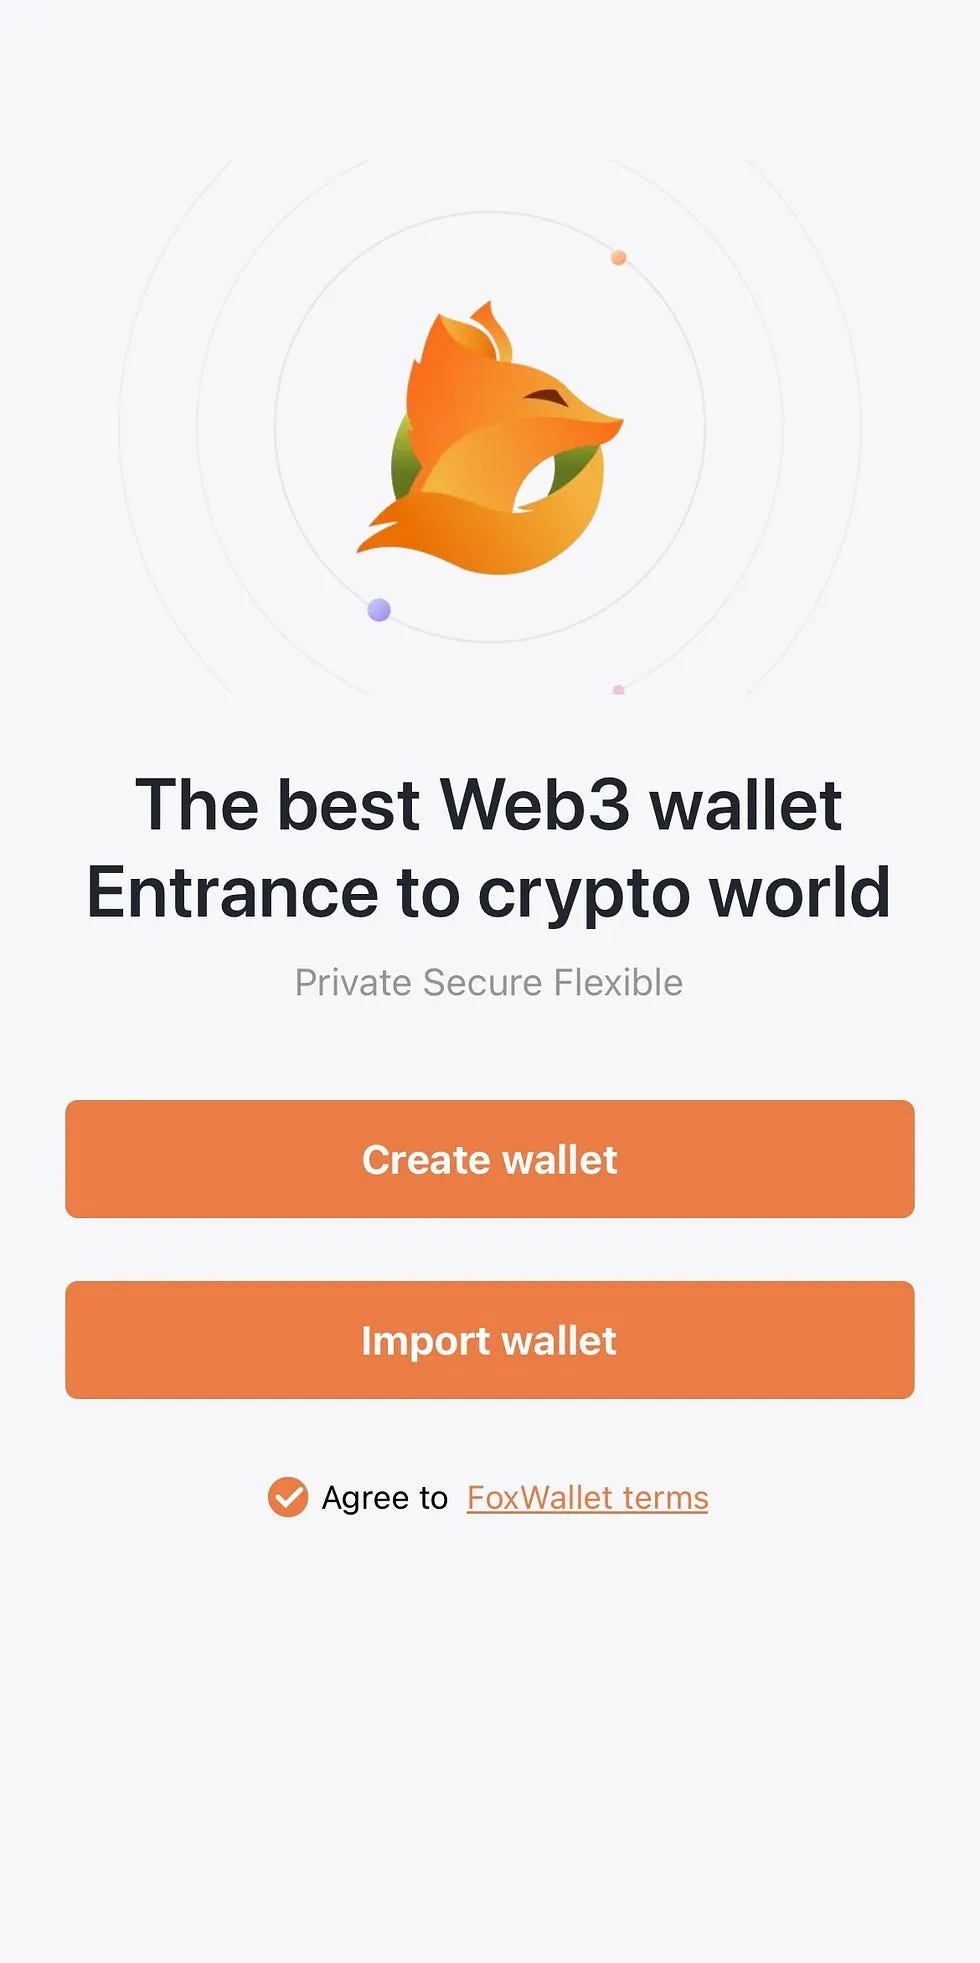 The best Web3 wallet
Entrance to crypto world
Private Secure Flexible
Create wallet
Import wallet
Agree to FoxWallet terms